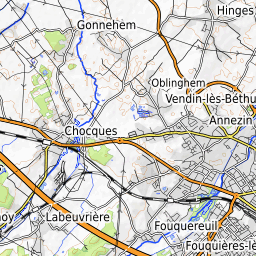 Hinges
Gonnehem
Oblinghem
Vendin-lès-Béthu
Annezin
Chocques
Labeuvrière
Fouquereuil
Fouquières-lè